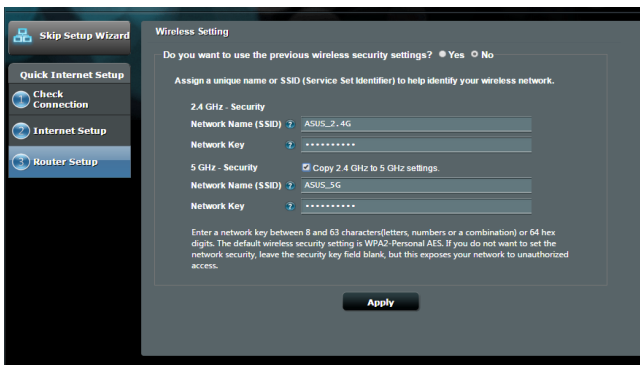 Skip Setup Wizard
Quick Internet Setup
1 Check
Connection
2 Internet Setup
3 Router Setup
Wireless Setting
Do you want to use the previous wireless security settings? Yes No
Assign a unique name or SSID (Service Set Identifier) to help identify your wireless network.
2.4 GHz - Security
Network Name (SSID) ? ASUS_2.4G
Network Key ? ••••••••••
5 GHz - Security Copy 2.4 GHz to 5 GHz settings.
Network Name (SSID) ? ASUS_5G
Network Key ? ••••••••••
Enter a network key between 8 and 63 characters(letters, numbers or a combination) or 64 hex
digits. The default wireless security setting is WPA2-Personal AES. If you do not want to set the
network security, leave the security key field blank, but this exposes your network to unauthorized
access.
Apply